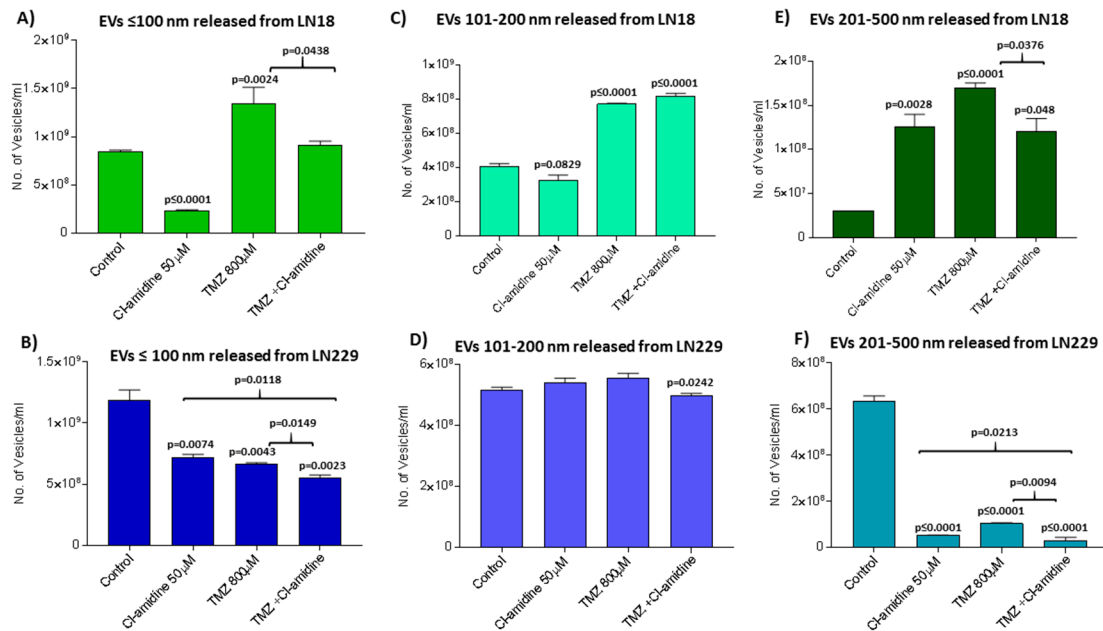 A)
EVs ≤100 nm released from LN18
No. of Vesicles/ml
2×10⁹
1.5×10⁹
1×10⁹
5×10⁸
0
p≤0.0001
p=0.0024
p=0.0438
Control
Cl-amidine 50 µM
TMZ 800µM
TMZ +Cl-amidine
C)
EVs 101-200 nm released from LN18
No. of Vesicles/ml
1×10⁹
8×10⁸
6×10⁸
4×10⁸
2×10⁸
0
p=0.0829
p≤0.0001
p≤0.0001
Control
Cl-amidine 50µM
TMZ 800µM
TMZ +Cl-amidine
E)
EVs 201-500 nm released from LN18
No. of Vesicles/ml
2×10⁸
1.5×10⁸
1×10⁸
5×10⁷
0
p=0.0028
p≤0.0001
p=0.0376
p=0.048
Control
Cl-amidine 50 µM
TMZ 800µM
TMZ +Cl-amidine
B)
EVs ≤ 100 nm released from LN229
No. of Vesicles/ml
1.5×10⁹
1×10⁹
5×10⁸
0
p=0.0118
p=0.0149
p=0.0074
p=0.0043
p=0.0023
Control
Cl-amidine 50µM
TMZ 800µM
TMZ +Cl-amidine
D)
EVs 101-200 nm released from LN229
No. of Vesicles/ml
6×10⁸
4×10⁸
2×10⁸
0
p=0.0242
Control
Cl-amidine 50µM
TMZ 800µM
TMZ +Cl-amidine
F)
EVs 201-500 nm released from LN229
No. of Vesicles/ml
8×10⁸
6×10⁸
4×10⁸
2×10⁸
0
p=0.0213
p=0.0094
p≤0.0001
p≤0.0001
p≤0.0001
Control
Cl-amidine 50µM
TMZ 800µM
TMZ +Cl-amidine